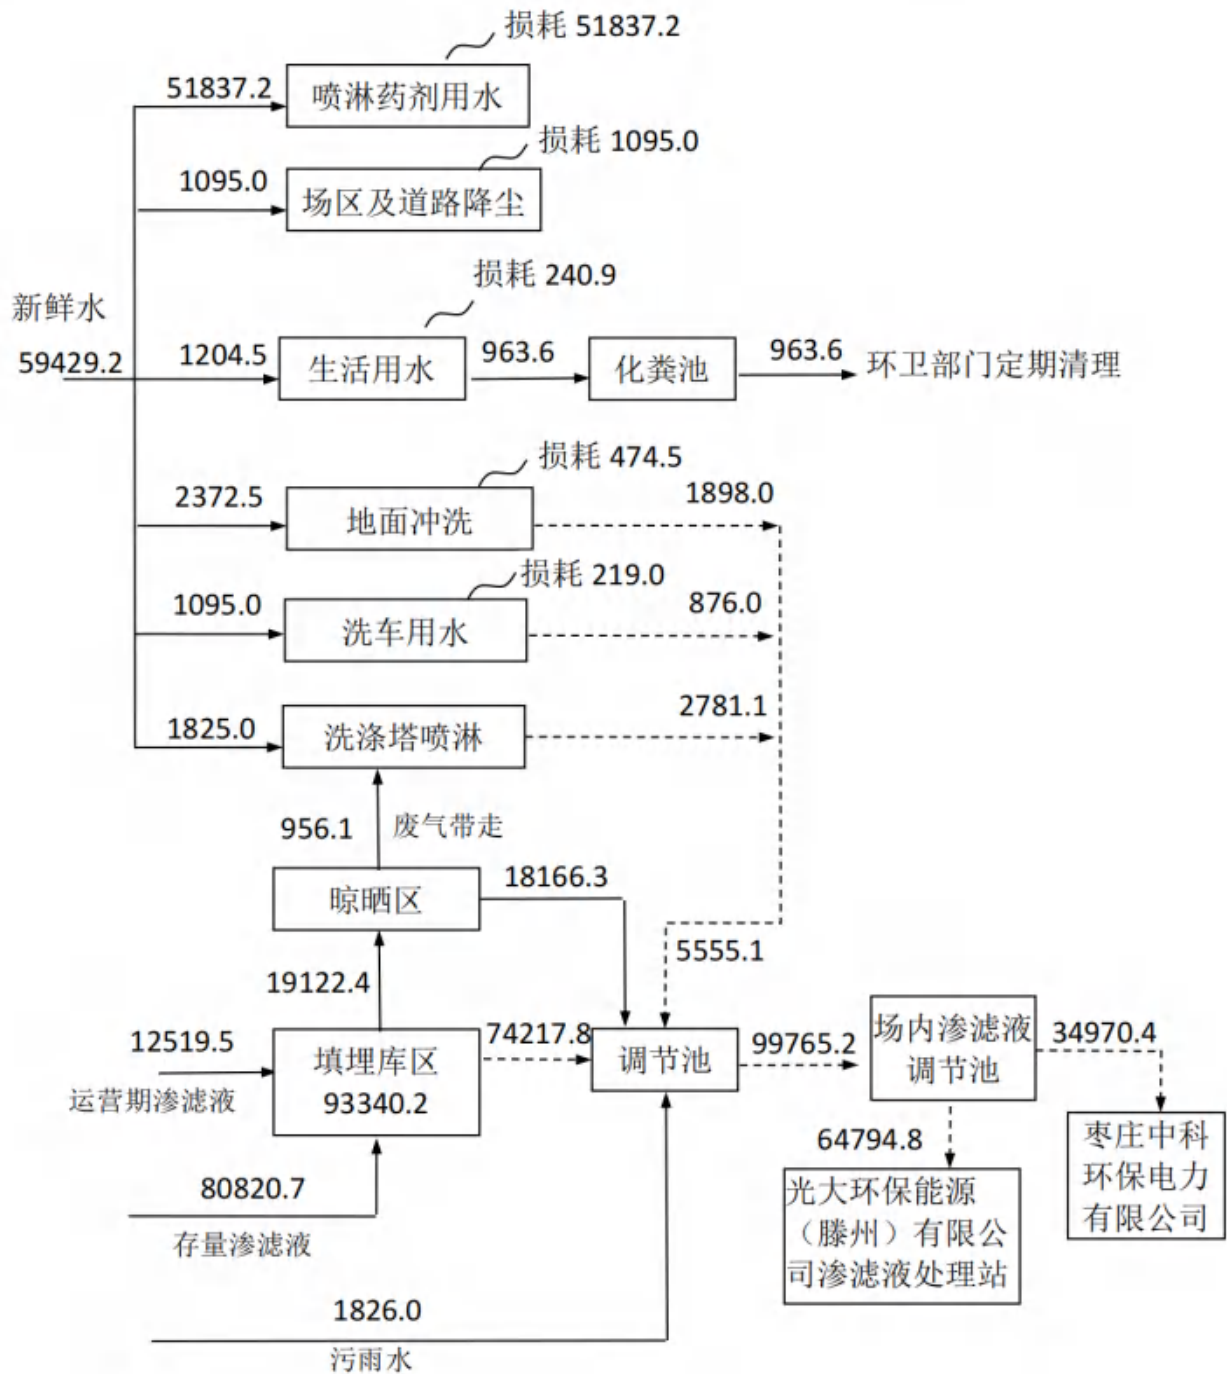 损耗 51837.2
51837.2
喷淋药剂用水
损耗 1095.0
1095.0
场区及道路降尘
损耗 240.9
新鲜水
59429.2
1204.5
生活用水
963.6
化粪池
963.6
环卫部门定期清理
损耗 474.5
2372.5
地面冲洗
1898.0
损耗 219.0
1095.0
洗车用水
876.0
1825.0
洗涤塔喷淋
2781.1
956.1
废气带走
晾晒区
18166.3
5555.1
19122.4
12519.5
运营期渗滤液
填埋库区
93340.2
74217.8
调节池
99765.2
场内渗滤液
调节池
34970.4
64794.8
枣庄中科
环保电力
有限公司
光大环保能源
（滕州）有限公
司渗滤液处理站
80820.7
存量渗滤液
1826.0
污雨水